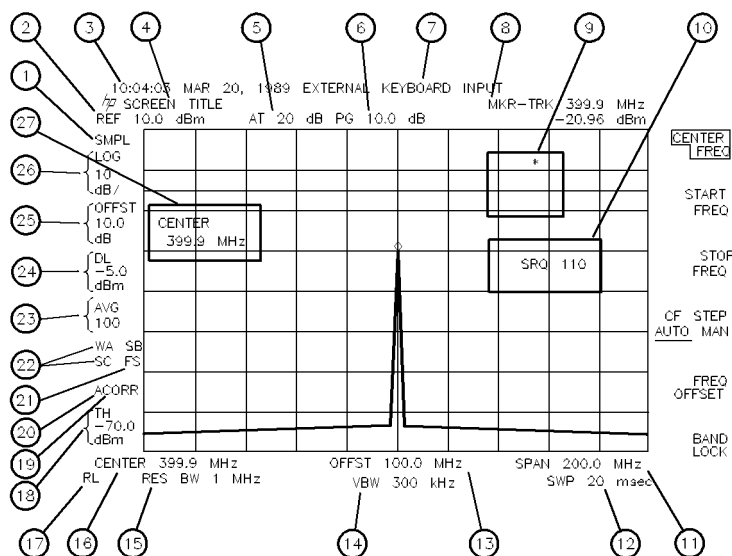 2 3 4 5 6 7 8 9 10
10:04:05 MAR 20, 1989 EXTERNAL KEYBOARD INPUT
hp SCREEN TITLE MKR-TRK 399.9 MHz
REF 10.0 dBm AT 20 dB PG 10.0 dB -20.96 dBm
1
SMPL
27
LOG
10
dB/
26
OFFST
10.0
dB
25
DL
-5.0
dBm
24
AVG
100
23
WA SB
SC FS
22
21
ACORR
20
TH
-70.0
dBm
19
18
*
CENTER
399.9 MHz
SRQ 110
CENTER
FREQ
START
FREQ
STOP
FREQ
CF STEP
AUTO MAN
FREQ
OFFSET
BAND
LOCK
CENTER 399.9 MHz OFFST 100.0 MHz SPAN 200.0 MHz
RL RES BW 1 MHz VBW 300 kHz SWP 20 msec
17 16 15 14 13 12 11